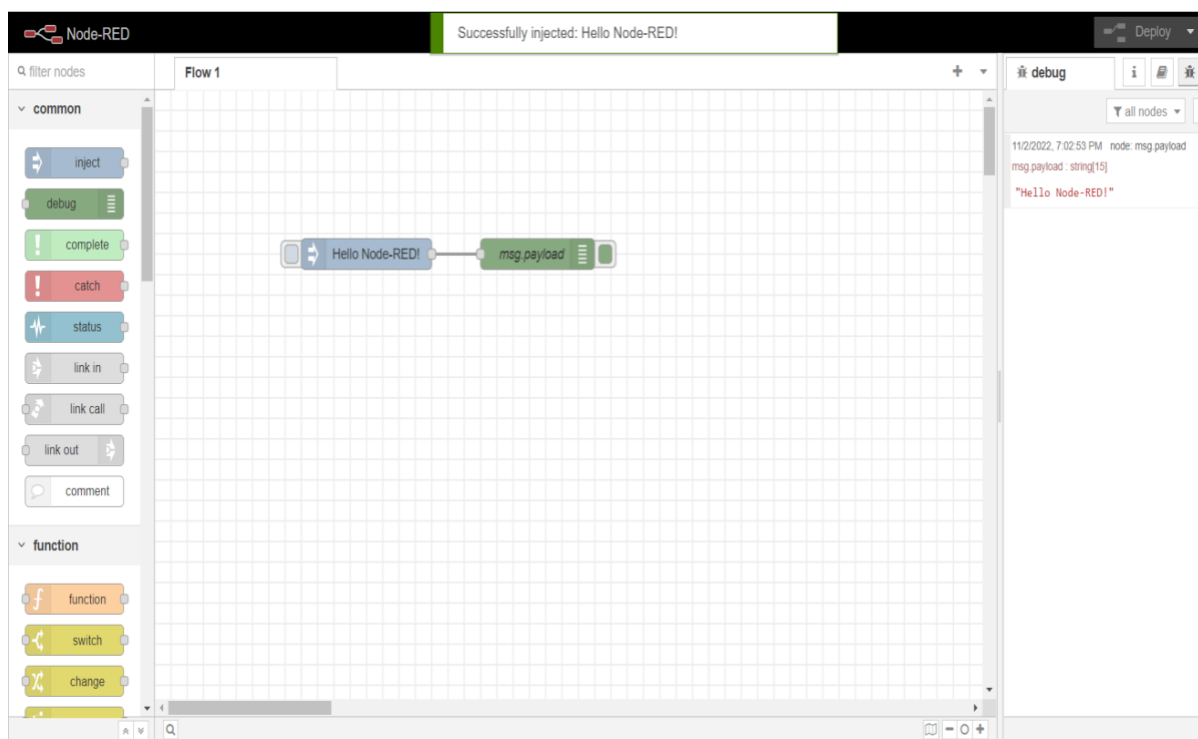 Node-RED
Successfully injected: Hello Node-RED!
Deploy
filter nodes
Flow 1
debug
i
common
all nodes
inject
debug
complete
catch
status
link in
link call
link out
comment
function
function
switch
change
Hello Node-RED!
msg.payload
11/2/2022, 7:02:53 PM node: msg.payload
msg.payload : string[15]
"Hello Node-RED!"